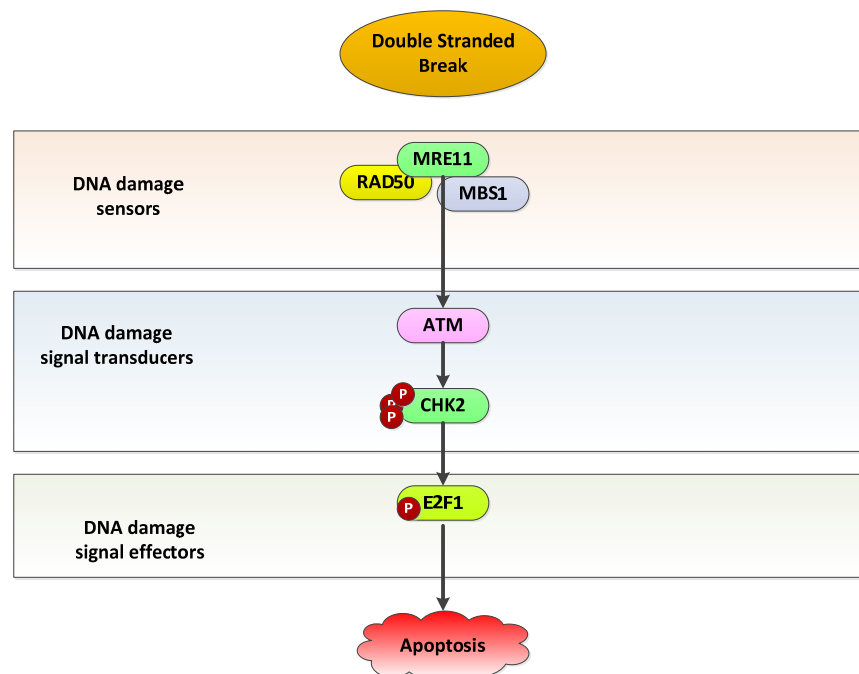 Double Stranded
Break
DNA damage
sensors
MRE11
RAD50
MBS1
DNA damage
signal transducers
ATM
CHK2
P
P
P
DNA damage
signal effectors
E2F1
P
Apoptosis